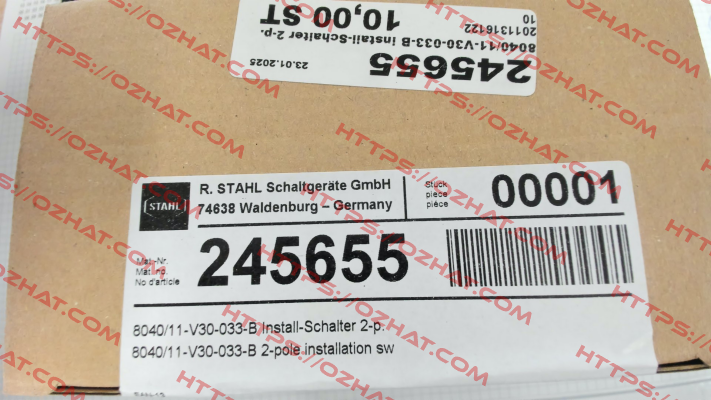 245655
23.01.2025
8040/11-V30-033-B Install-Schalter 2-p.
2011316122
10
10,00 ST
STAHL
R. STAHL Schaltgeräte GmbH
74638 Waldenburg – Germany
Stück
piece
pièce
00001
Mat.-Nr.
Mat.ind.
No d'article
245655
8040/11-V30-033-B Install-Schalter 2-p.
8040/11-V30-033-B 2-pole installation sw
HTTPS://OZHAT.COM